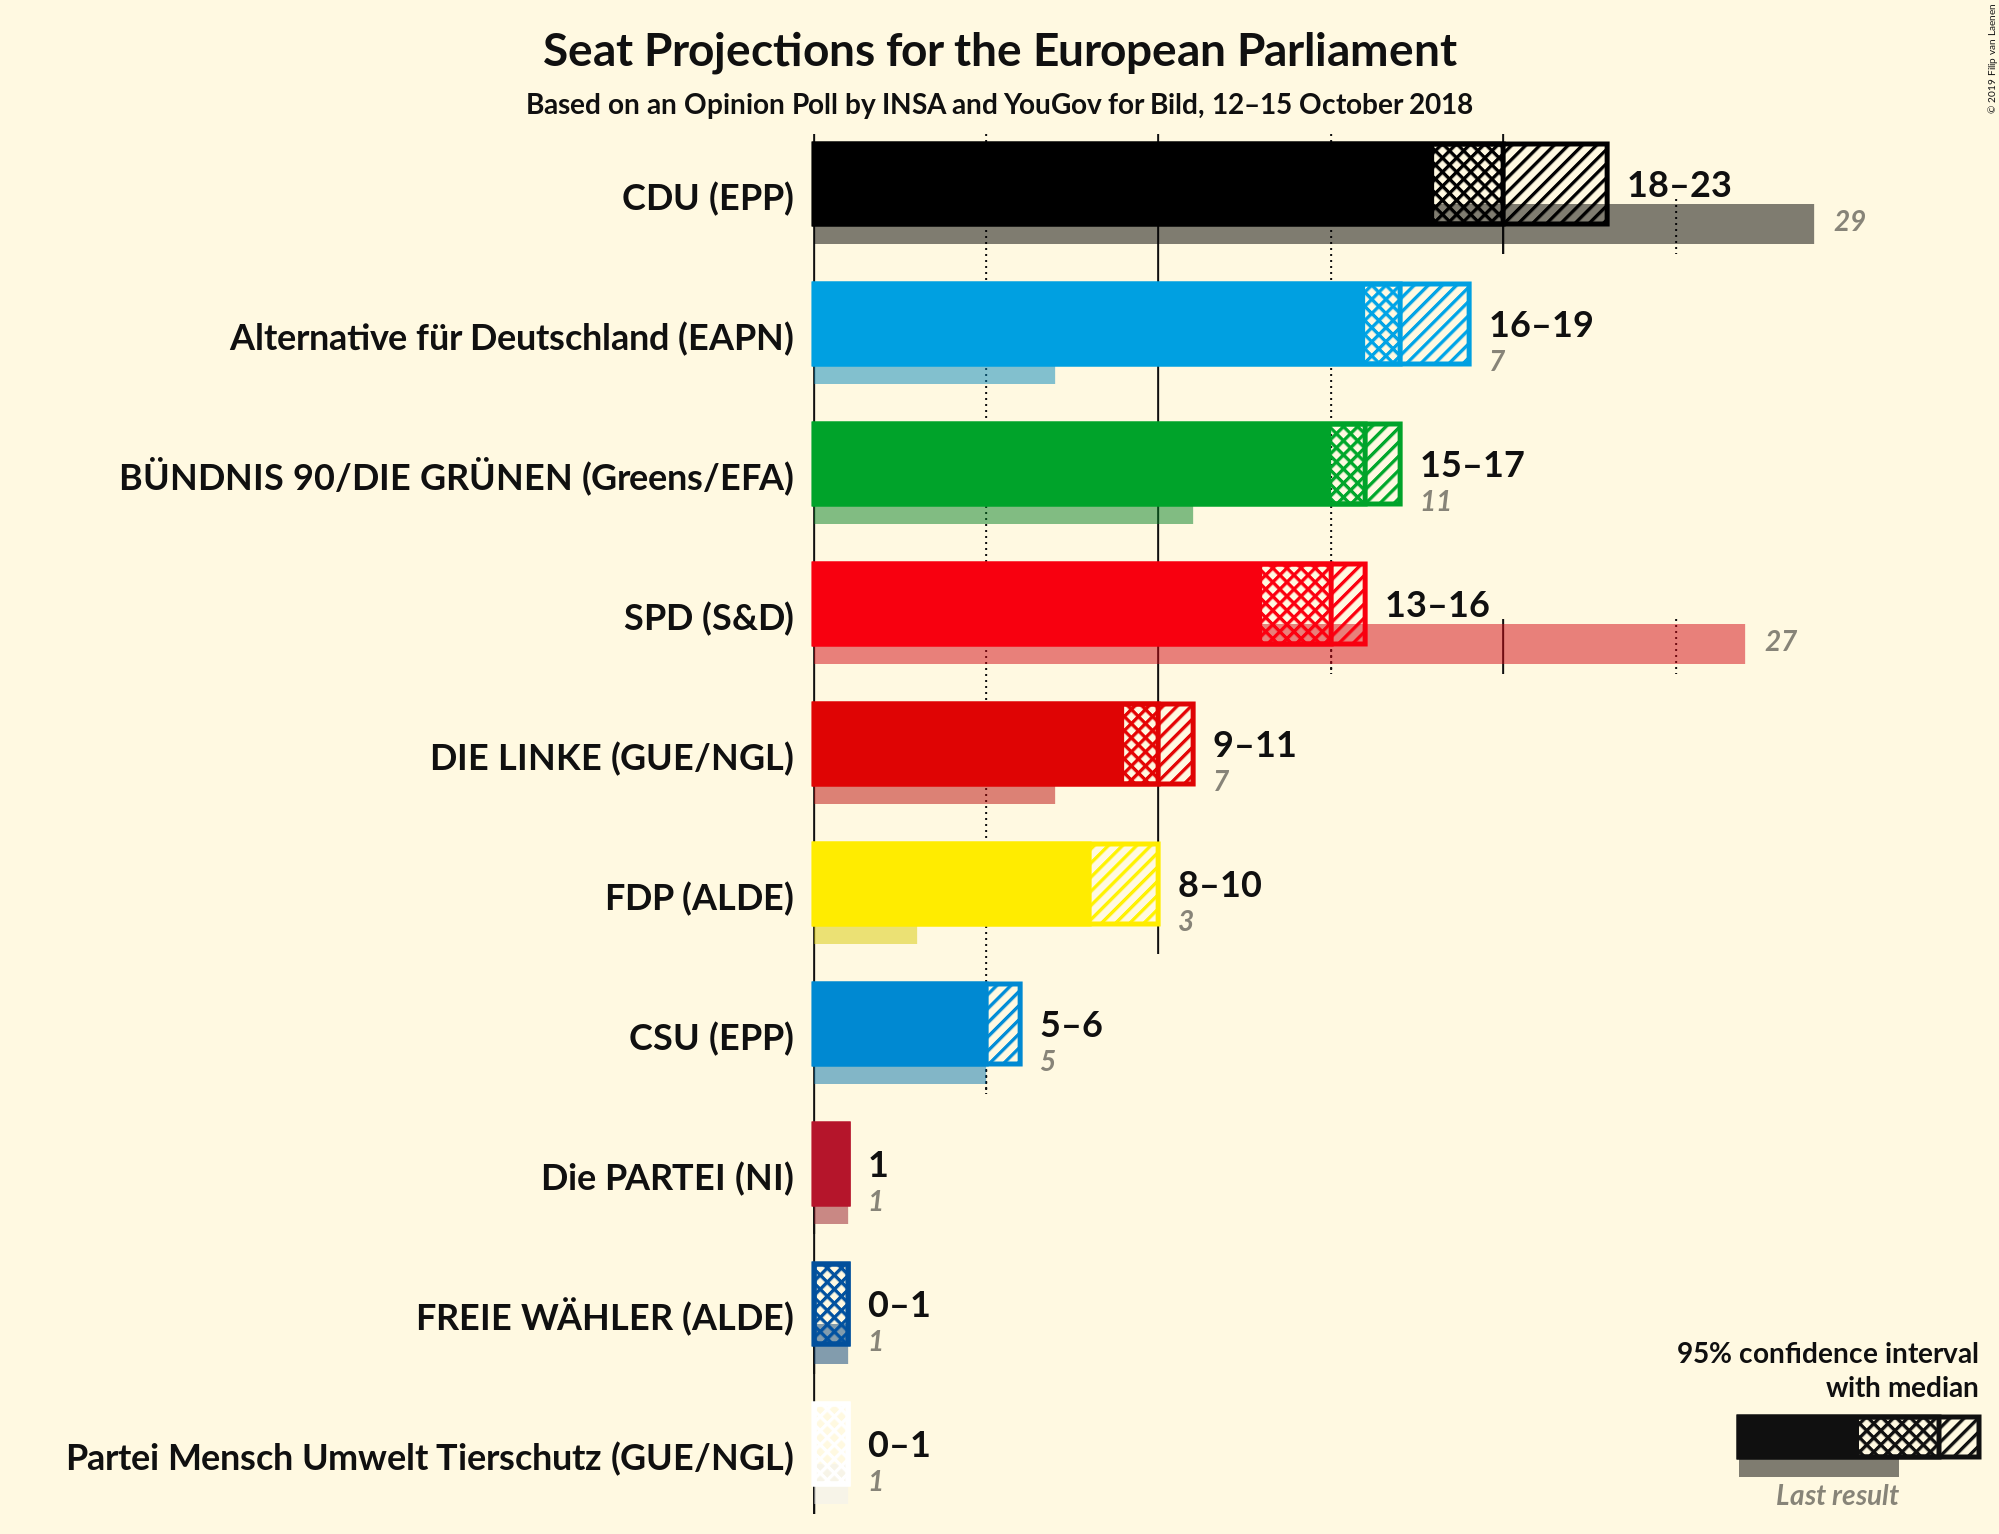 Seat Projections for the European Parliament
Based on an Opinion Poll by INSA and YouGov for Bild, 12–15 October 2018
© 2019 Filip van Laenen
CDU (EPP)
18–23
29
Alternative für Deutschland (EAPN)
16–19
7
BÜNDNIS 90/DIE GRÜNEN (Greens/EFA)
15–17
11
SPD (S&D)
13–16
27
DIE LINKE (GUE/NGL)
9–11
7
FDP (ALDE)
8–10
3
CSU (EPP)
5–6
5
Die PARTEI (NI)
1
1
FREIE WÄHLER (ALDE)
0–1
1
Partei Mensch Umwelt Tierschutz (GUE/NGL)
0–1
1
95% confidence interval
with median
Last result